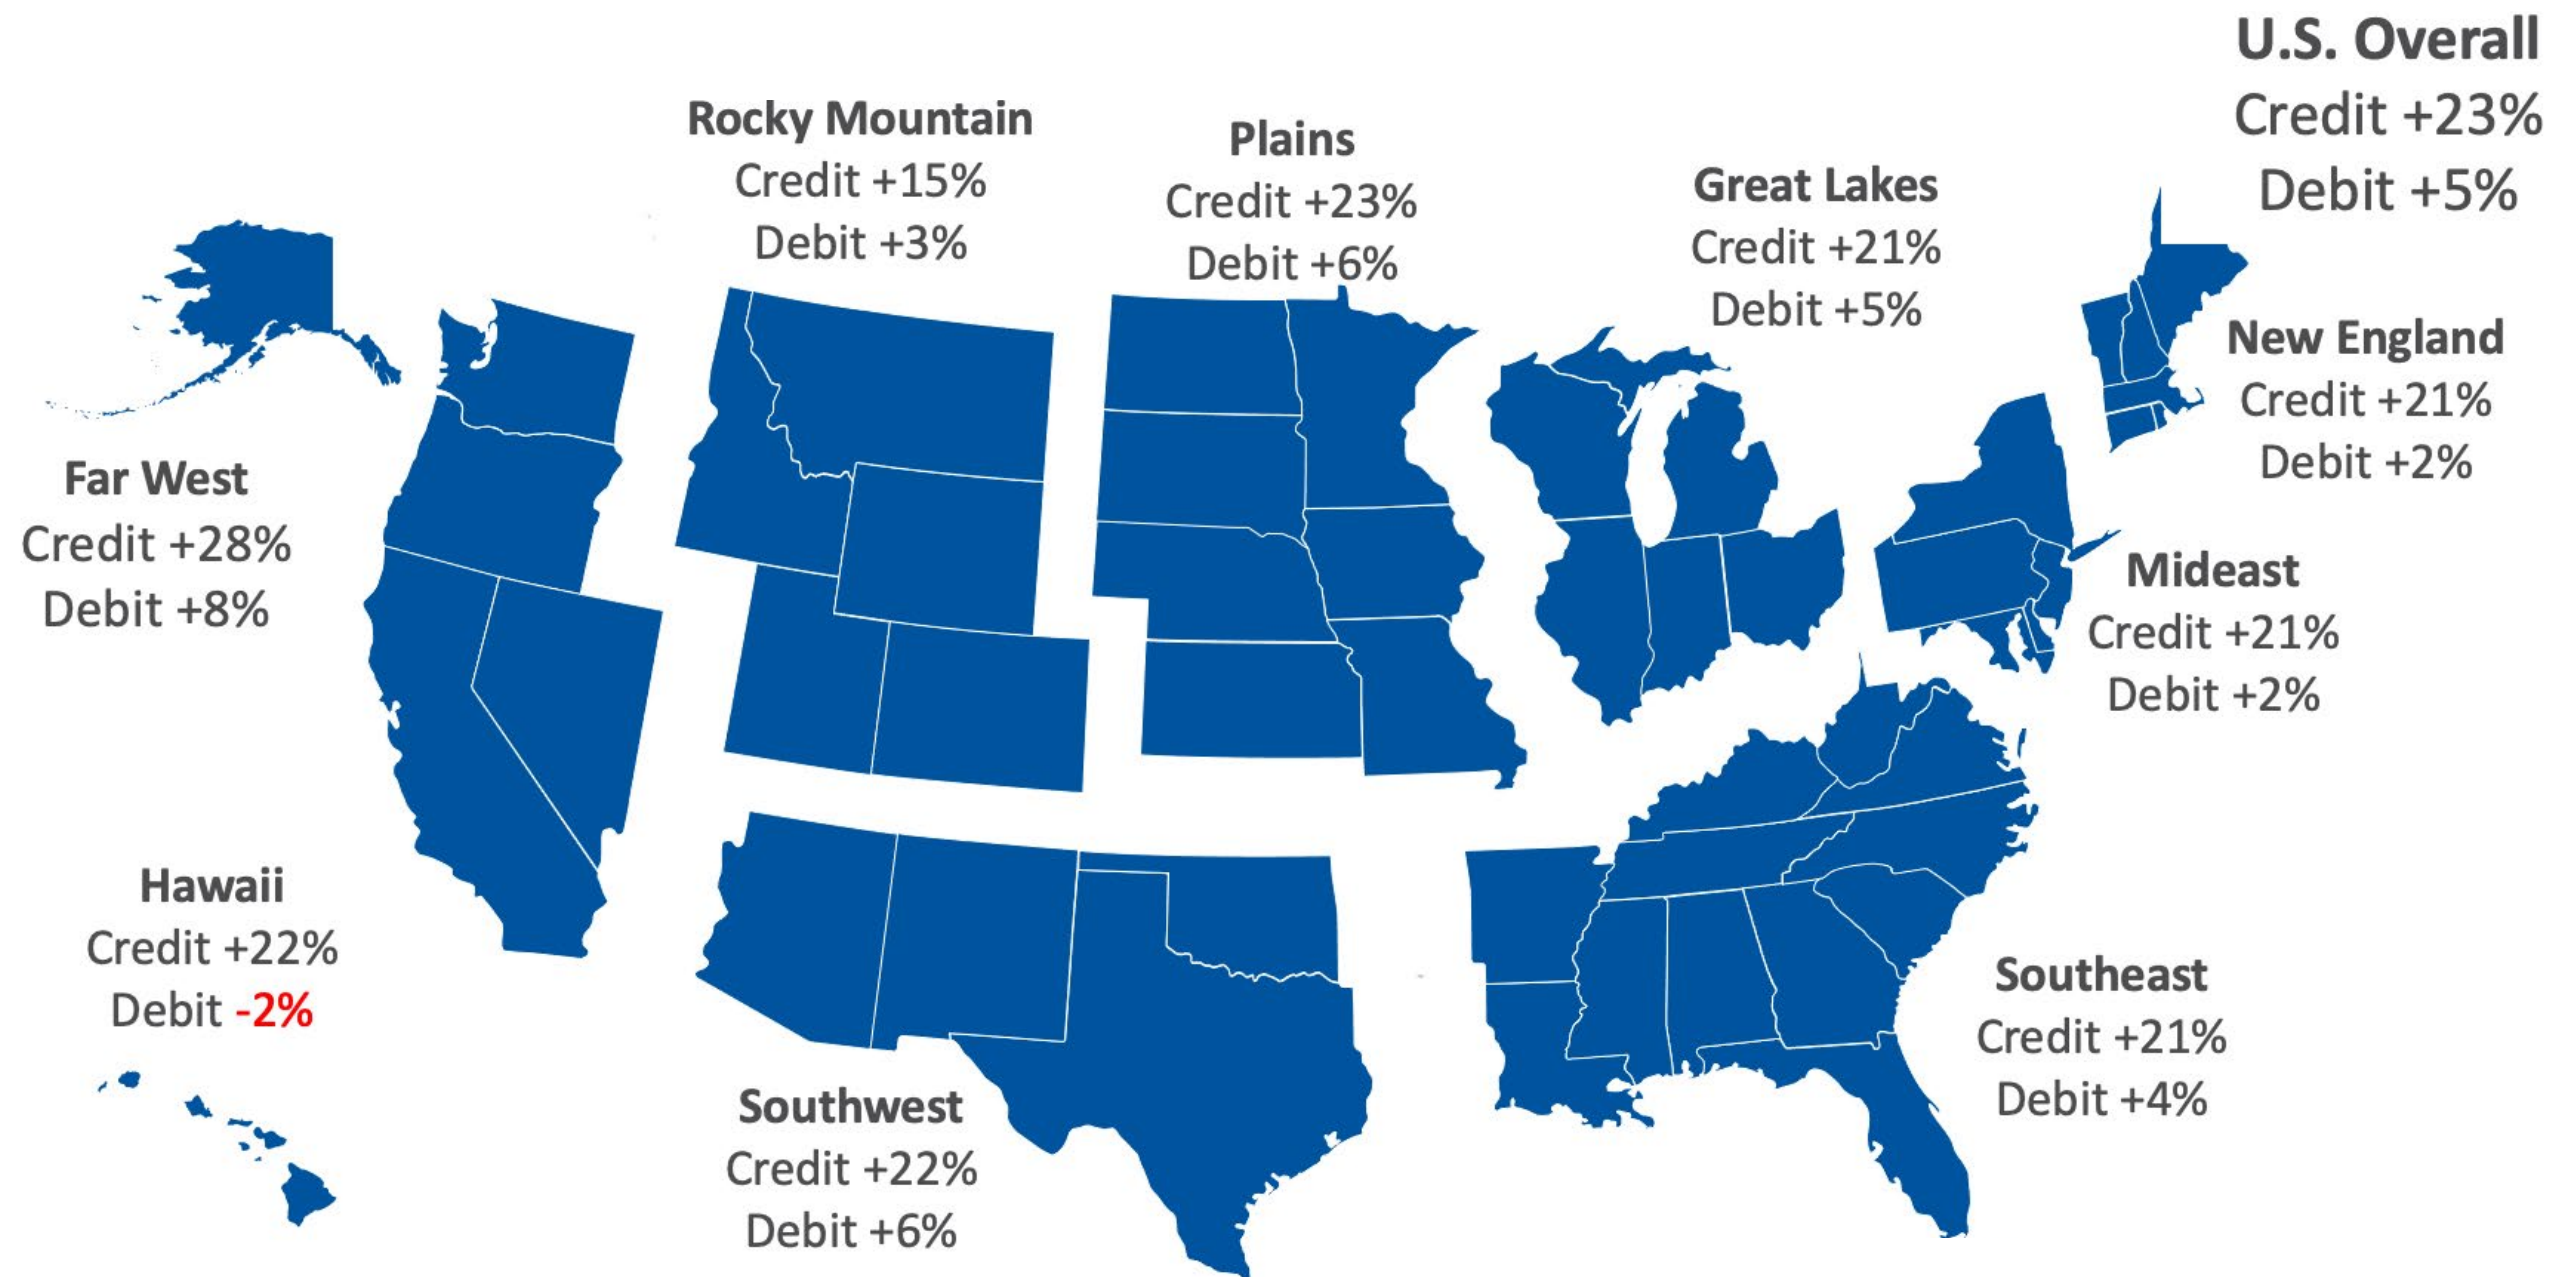 U.S. Overall
Credit +23%
Debit +5%
Rocky Mountain
Credit +15%
Debit +3%
Plains
Credit +23%
Debit +6%
Great Lakes
Credit +21%
Debit +5%
New England
Credit +21%
Debit +2%
Far West
Credit +28%
Debit +8%
Mideast
Credit +21%
Debit +2%
Hawaii
Credit +22%
Debit -2%
Southwest
Credit +22%
Debit +6%
Southeast
Credit +21%
Debit +4%